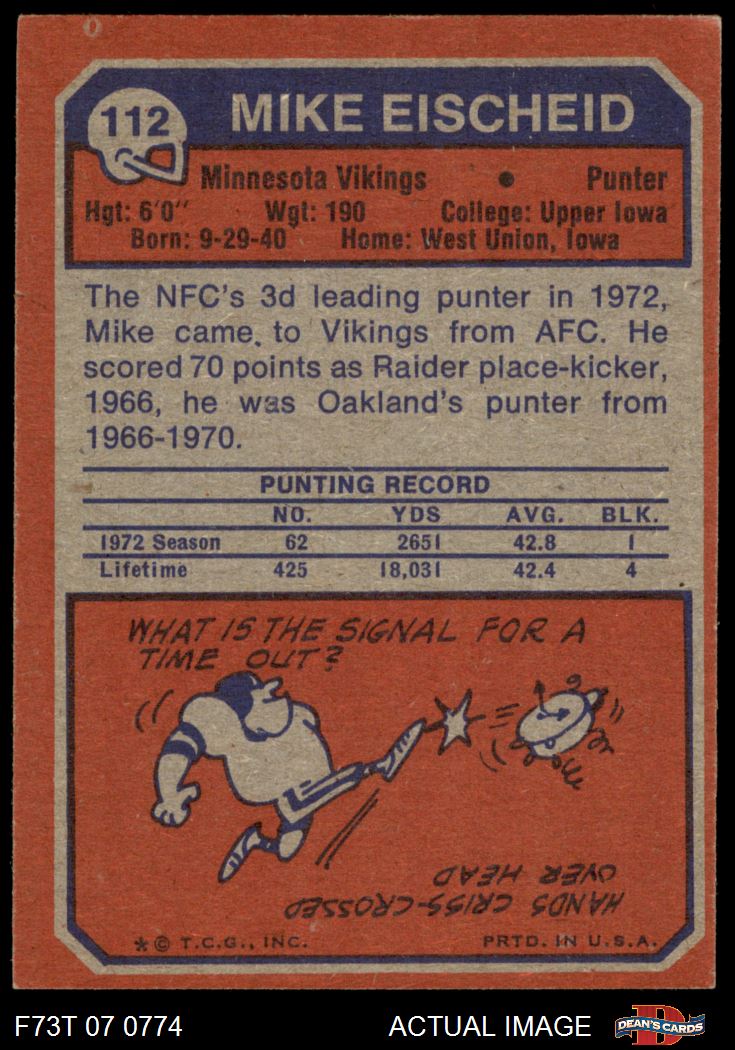 0
112
MIKE EISCHEID
Minnesota Vikings • Punter
Hgt: 6'0" Wgt: 190 College: Upper Iowa
Born: 9-29-40 Home: West Union, Iowa
The NFC's 3d leading punter in 1972,
Mike came to Vikings from AFC. He
scored 70 points as Raider place-kicker,
1966, he was Oakland's punter from
1966-1970.
PUNTING RECORD
NO. YDS AVG. BLK.
1972 Season 62 2651 42.8 1
Lifetime 425 18,031 42.4 4
WHAT IS THE SIGNAL FOR A
TIME OUT?
HANDS CRISS-CROSSED
OVER HEAD
* © T.C.G., INC. PRTD. IN U.S.A.
F73T 07 0774 ACTUAL IMAGE
D
DEAN'S CARDS